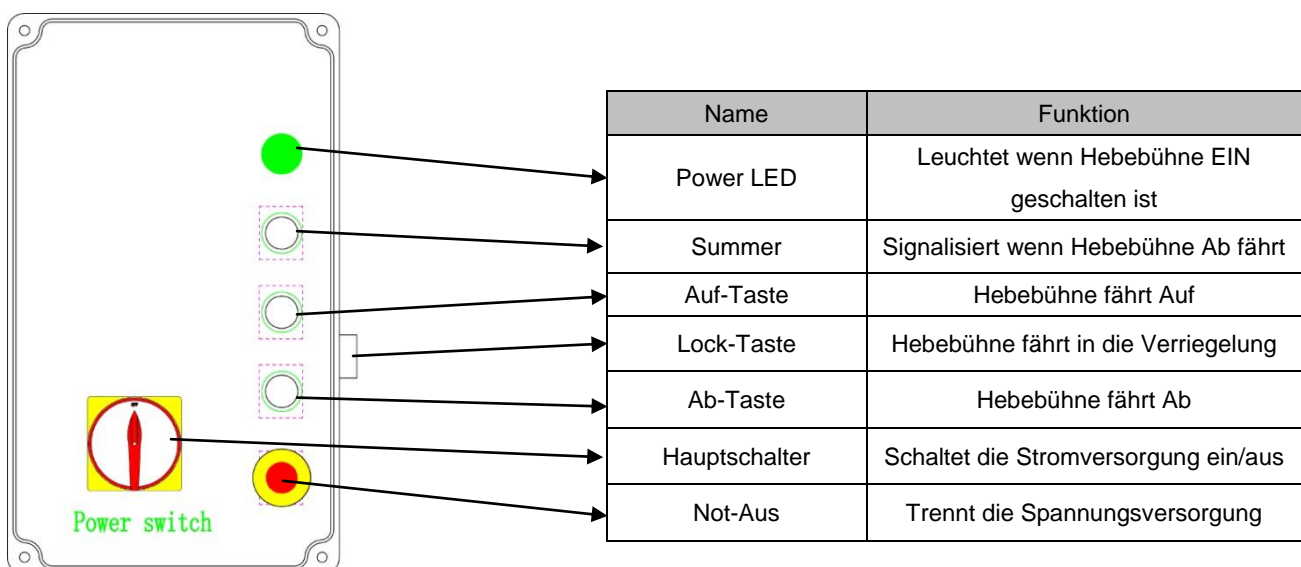 Name Funktion
Power LED Leuchtet wenn Hebebühne EIN
geschalten ist
Summer Signalisiert wenn Hebebühne Ab fährt
Auf-Taste Hebebühne fährt Auf
Lock-Taste Hebebühne fährt in die Verriegelung
Ab-Taste Hebebühne fährt Ab
Hauptschalter Schaltet die Stromversorgung ein/aus
Not-Aus Trennt die Spannungsversorgung
Power switch